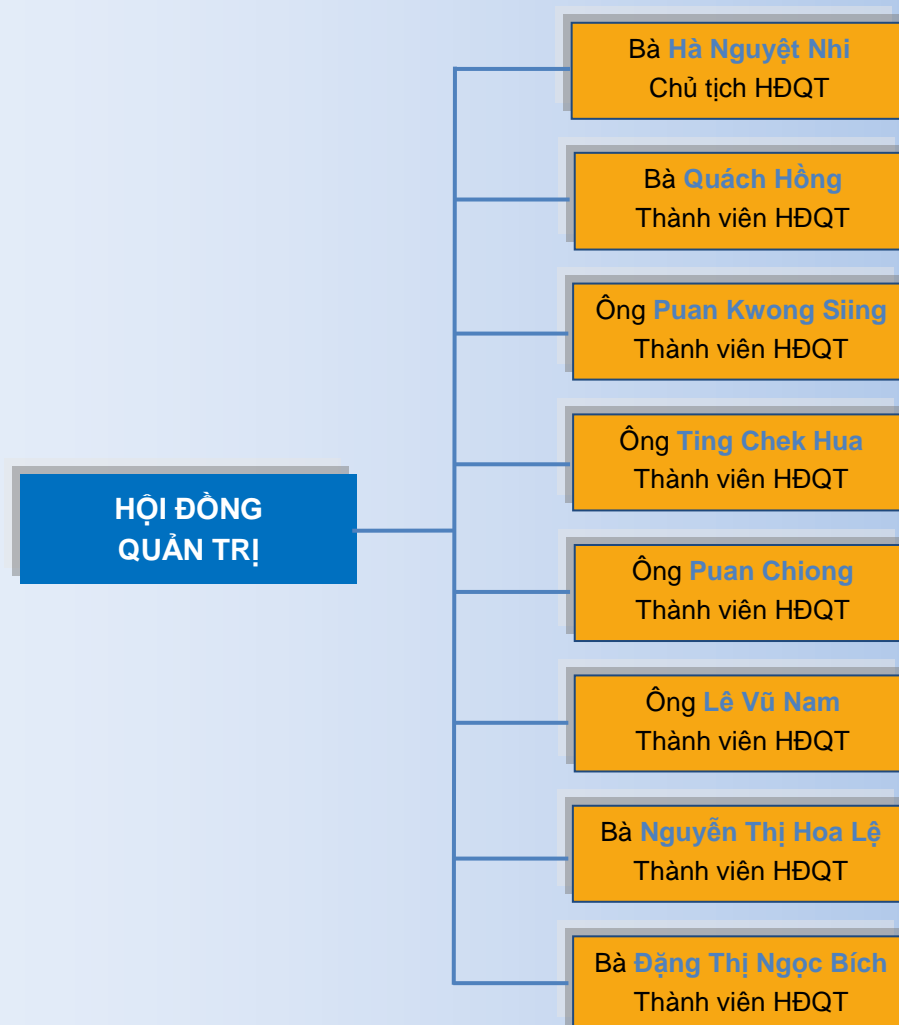 Bà Hà Nguyệt Nhi
Chủ tịch HĐQT
Bà Quách Hồng
Thành viên HĐQT
Ông Puan Kwong Siing
Thành viên HĐQT
Ông Ting Chek Hua
Thành viên HĐQT
HỘI ĐỒNG
QUẢN TRỊ
Ông Puan Chiong
Thành viên HĐQT
Ông Lê Vũ Nam
Thành viên HĐQT
Bà Nguyễn Thị Hoa Lệ
Thành viên HĐQT
Bà Đặng Thị Ngọc Bích
Thành viên HĐQT